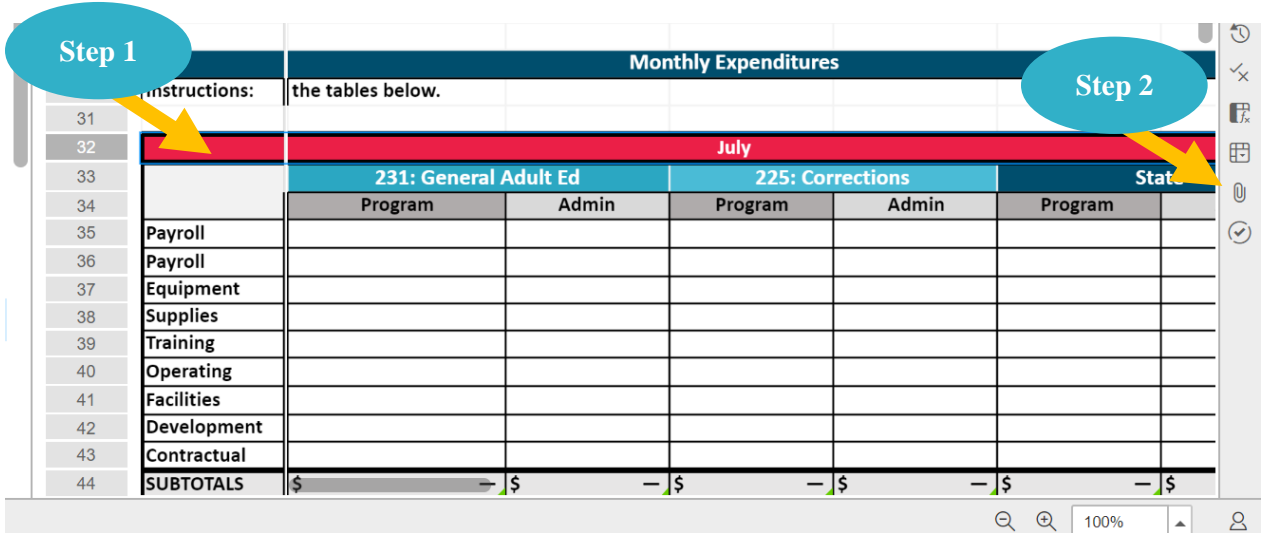 Step 1
Monthly Expenditures
Step 2
Instructions: the tables below.
31
32 July
33 231: General Adult Ed 225: Corrections State
34 Program Admin Program Admin Program
35 Payroll
36 Payroll
37 Equipment
38 Supplies
39 Training
40 Operating
41 Facilities
42 Development
43 Contractual
44 SUBTOTALS $ — $ — $ — $ — $ — $
100%